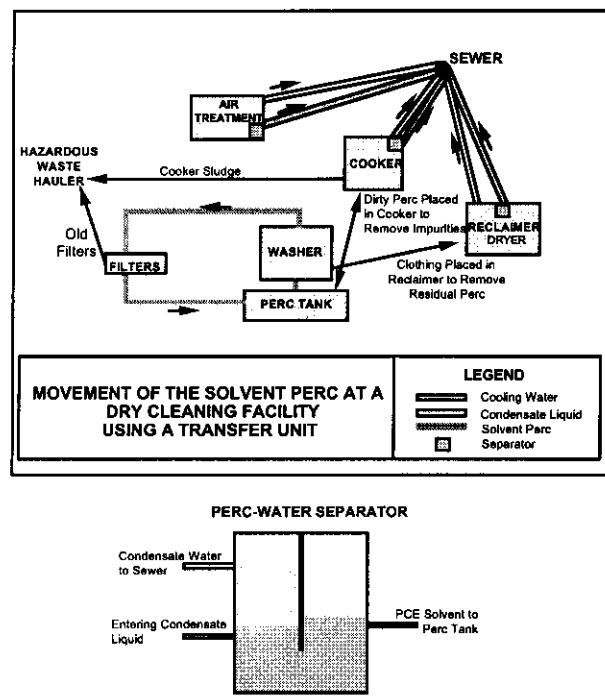 SEWER
AIR
TREATMENT
COOKER
HAZARDOUS
WASTE
HAULER
Cooker Sludge
Dirty Perc Placed
in Cooker to
Remove Impurities
RECLAIMER
DRYER
Old
Filters
WASHER
FILTERS
Clothing Placed in
Reclaimer to Remove
Residual Perc
PERC TANK
MOVEMENT OF THE SOLVENT PERC AT A
DRY CLEANING FACILITY
USING A TRANSFER UNIT
LEGEND
Cooling Water
Condensate Liquid
Solvent Perc
Separator
PERC-WATER SEPARATOR
Condensate Water
to Sewer
Entering Condensate
Liquid
PCE Solvent to
Perc Tank